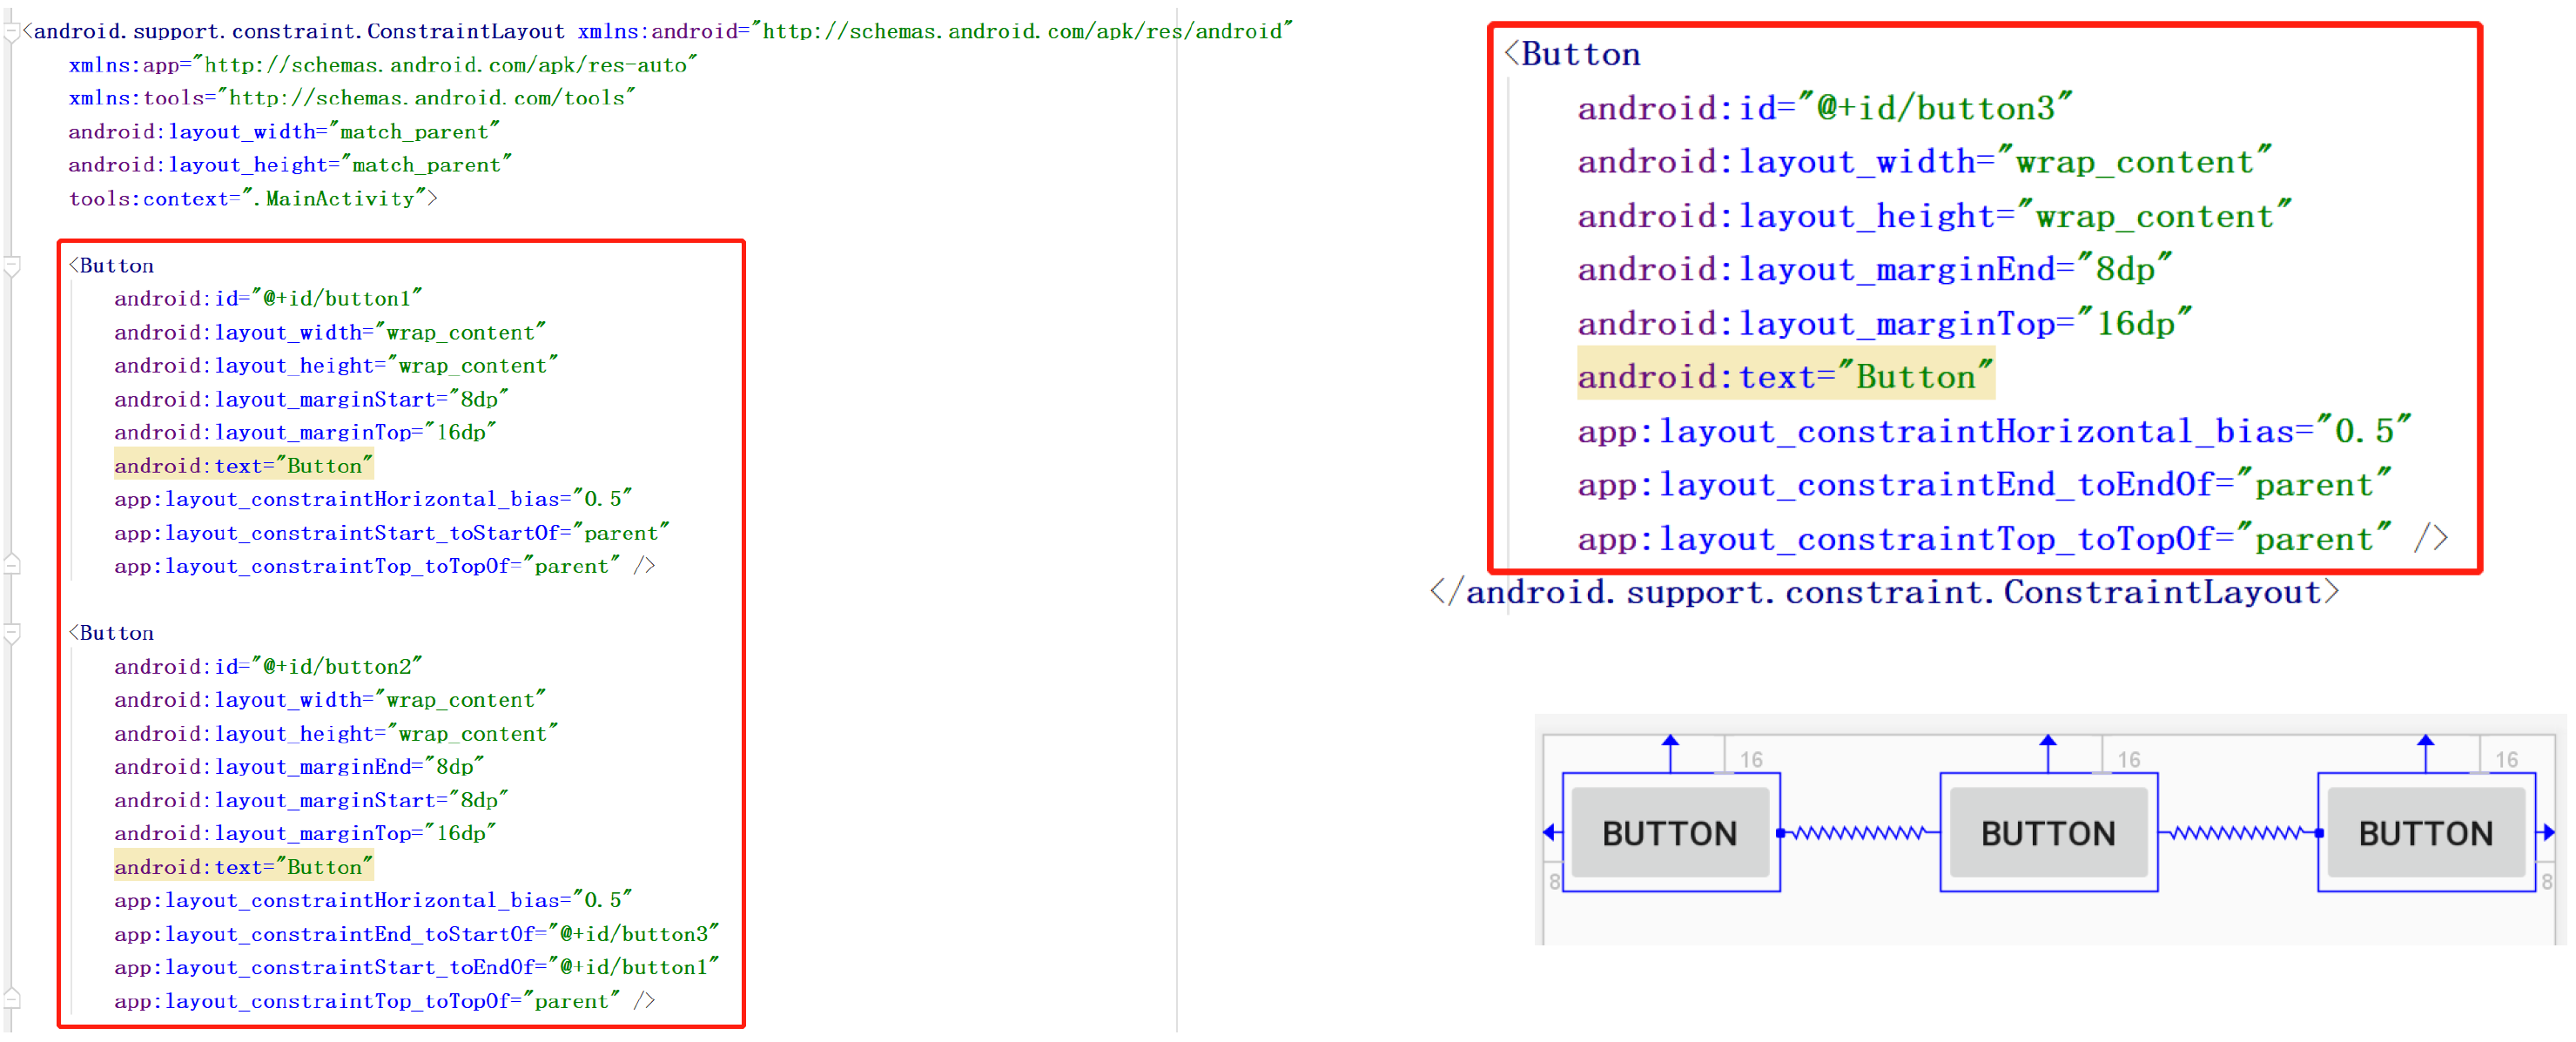 <android.support.constraint.ConstraintLayout xmlns:android="http://schemas.android.com/apk/res/android"
xmlns:app="http://schemas.android.com/apk/res-auto"
xmlns:tools="http://schemas.android.com/tools"
android:layout_width="match_parent"
android:layout_height="match_parent"
tools:context=".MainActivity">
<Button
android:id="@+id/button1"
android:layout_width="wrap_content"
android:layout_height="wrap_content"
android:layout_marginStart="8dp"
android:layout_marginTop="16dp"
android:text="Button"
app:layout_constraintHorizontal_bias="0.5"
app:layout_constraintStart_toStartOf="parent"
app:layout_constraintTop_toTopOf="parent" />
<Button
android:id="@+id/button2"
android:layout_width="wrap_content"
android:layout_height="wrap_content"
android:layout_marginEnd="8dp"
android:layout_marginStart="8dp"
android:layout_marginTop="16dp"
android:text="Button"
app:layout_constraintHorizontal_bias="0.5"
app:layout_constraintEnd_toStartOf="@+id/button3"
app:layout_constraintStart_toEndOf="@+id/button1"
app:layout_constraintTop_toTopOf="parent" />
<Button
android:id="@+id/button3"
android:layout_width="wrap_content"
android:layout_height="wrap_content"
android:layout_marginEnd="8dp"
android:layout_marginTop="16dp"
android:text="Button"
app:layout_constraintHorizontal_bias="0.5"
app:layout_constraintEnd_toEndOf="parent"
app:layout_constraintTop_toTopOf="parent" />
</android.support.constraint.ConstraintLayout>
16 16 16
BUTTON BUTTON BUTTON
8 8